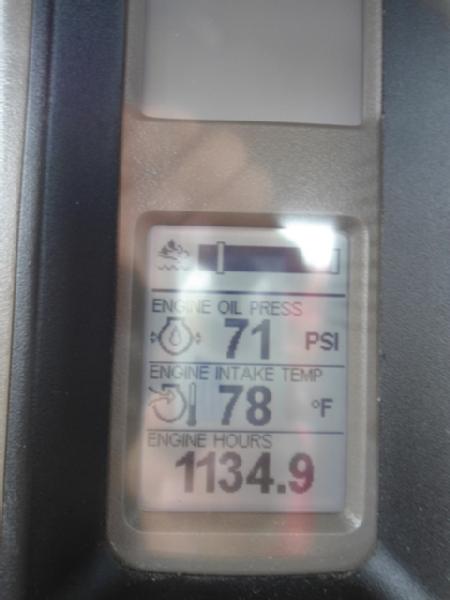 ENGINE OIL PRESS
71 PSI
ENGINE INTAKE TEMP
78 °F
ENGINE HOURS
1134.9